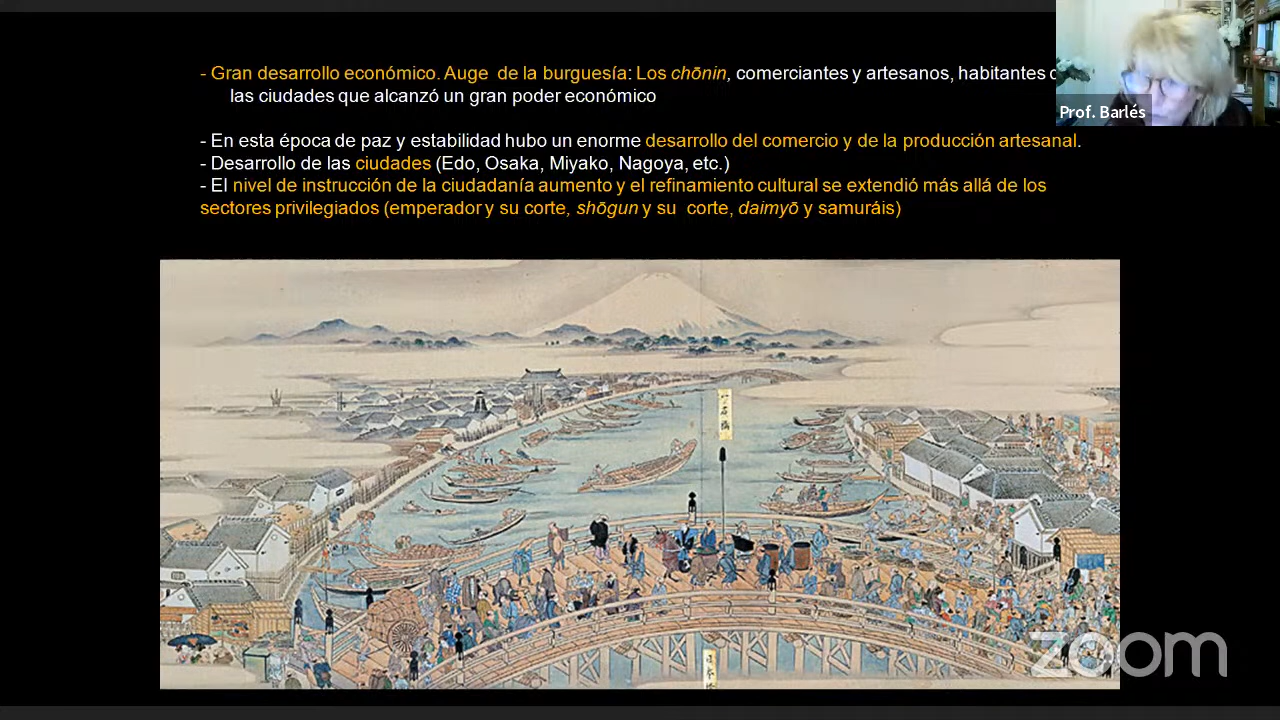 - Gran desarrollo económico. Auge de la burguesía: Los chōnin, comerciantes y artesanos, habitantes
las ciudades que alcanzó un gran poder económico
- En esta época de paz y estabilidad hubo un enorme desarrollo del comercio y de la producción artesanal.
- Desarrollo de las ciudades (Edo, Osaka, Miyako, Nagoya, etc.)
- El nivel de instrucción de la ciudadanía aumento y el refinamiento cultural se extendió más allá de los
sectores privilegiados (emperador y su corte, shōgun y su corte, daimyō y samuráis)
Prof. Barlés
zoom